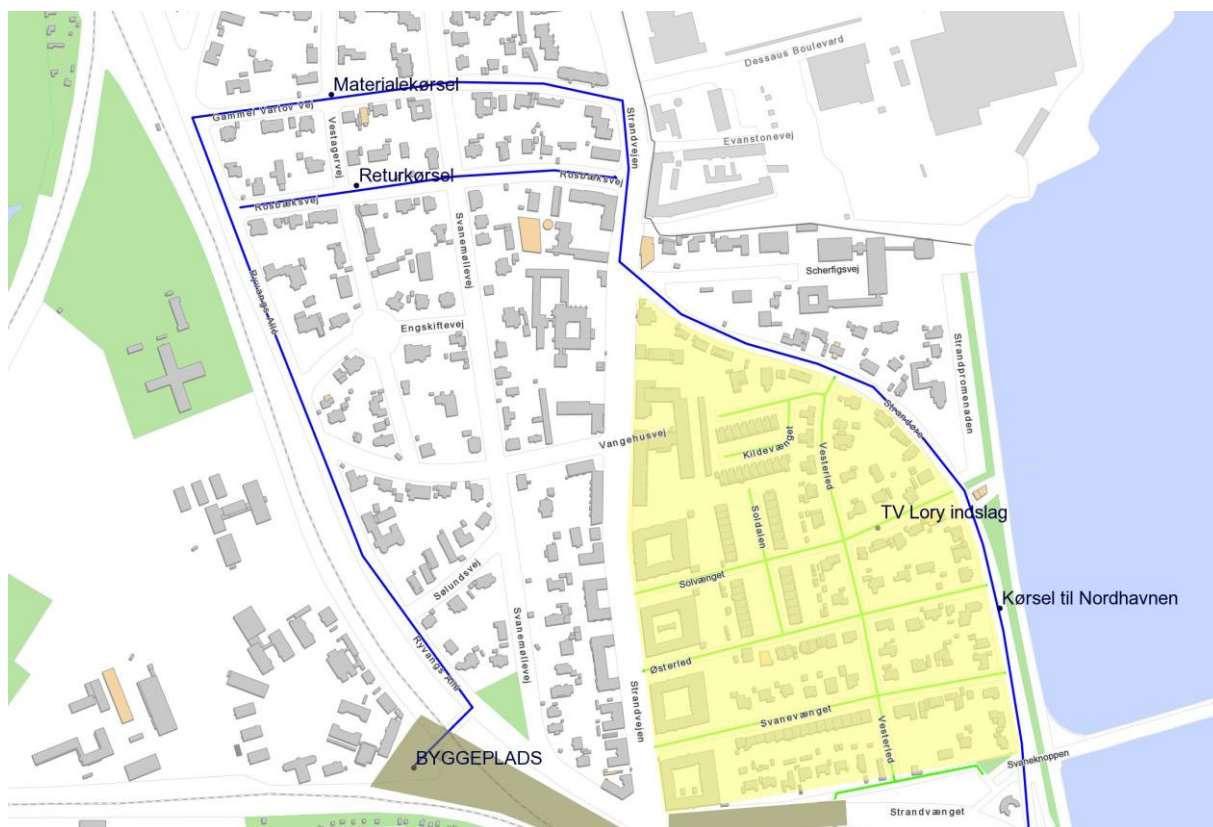 Dessaus Boulevard
Materialekørsel
Gammel Vartov Vej
Vestagervej
Strandvejen
Evanstonevej
Returkørsel
Rosbæksvej
Rosbæksvej
Svanemøllevej
Scherfigsvej
Ryvangs Allé
Engskiftevej
Strandpromenaden
Strandøre
Vangehusvej
Kildevænget
Vesterled
TV Lory indslag
Soldalen
Solvænget
Sølundsvej
Kørsel til Nordhavnen
Svanemøllevej
Ryvangs Allé
Østerled
Strandvejen
Svanevænget
Vesterled
BYGGEPLADS
Svaneknoppen
Strandvænget